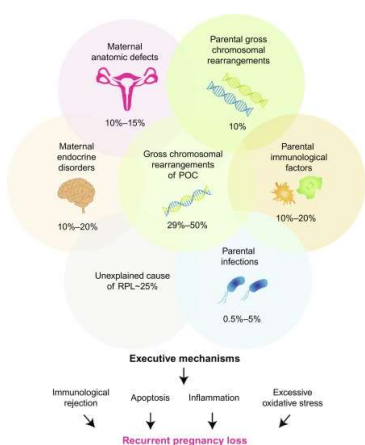 Maternal
anatomic defects
10%–15%
Parental gross
chromosomal
rearrangements
10%
Maternal
endocrine
disorders
10%–20%
Gross chromosomal
rearrangements
of POC
29%–50%
Parental
immunological
factors
10%–20%
Unexplained cause
of RPL~25%
Parental
infections
0.5%–5%
Executive mechanisms
Immunological
rejection
Apoptosis
Inflammation
Excessive
oxidative stress
Recurrent pregnancy loss